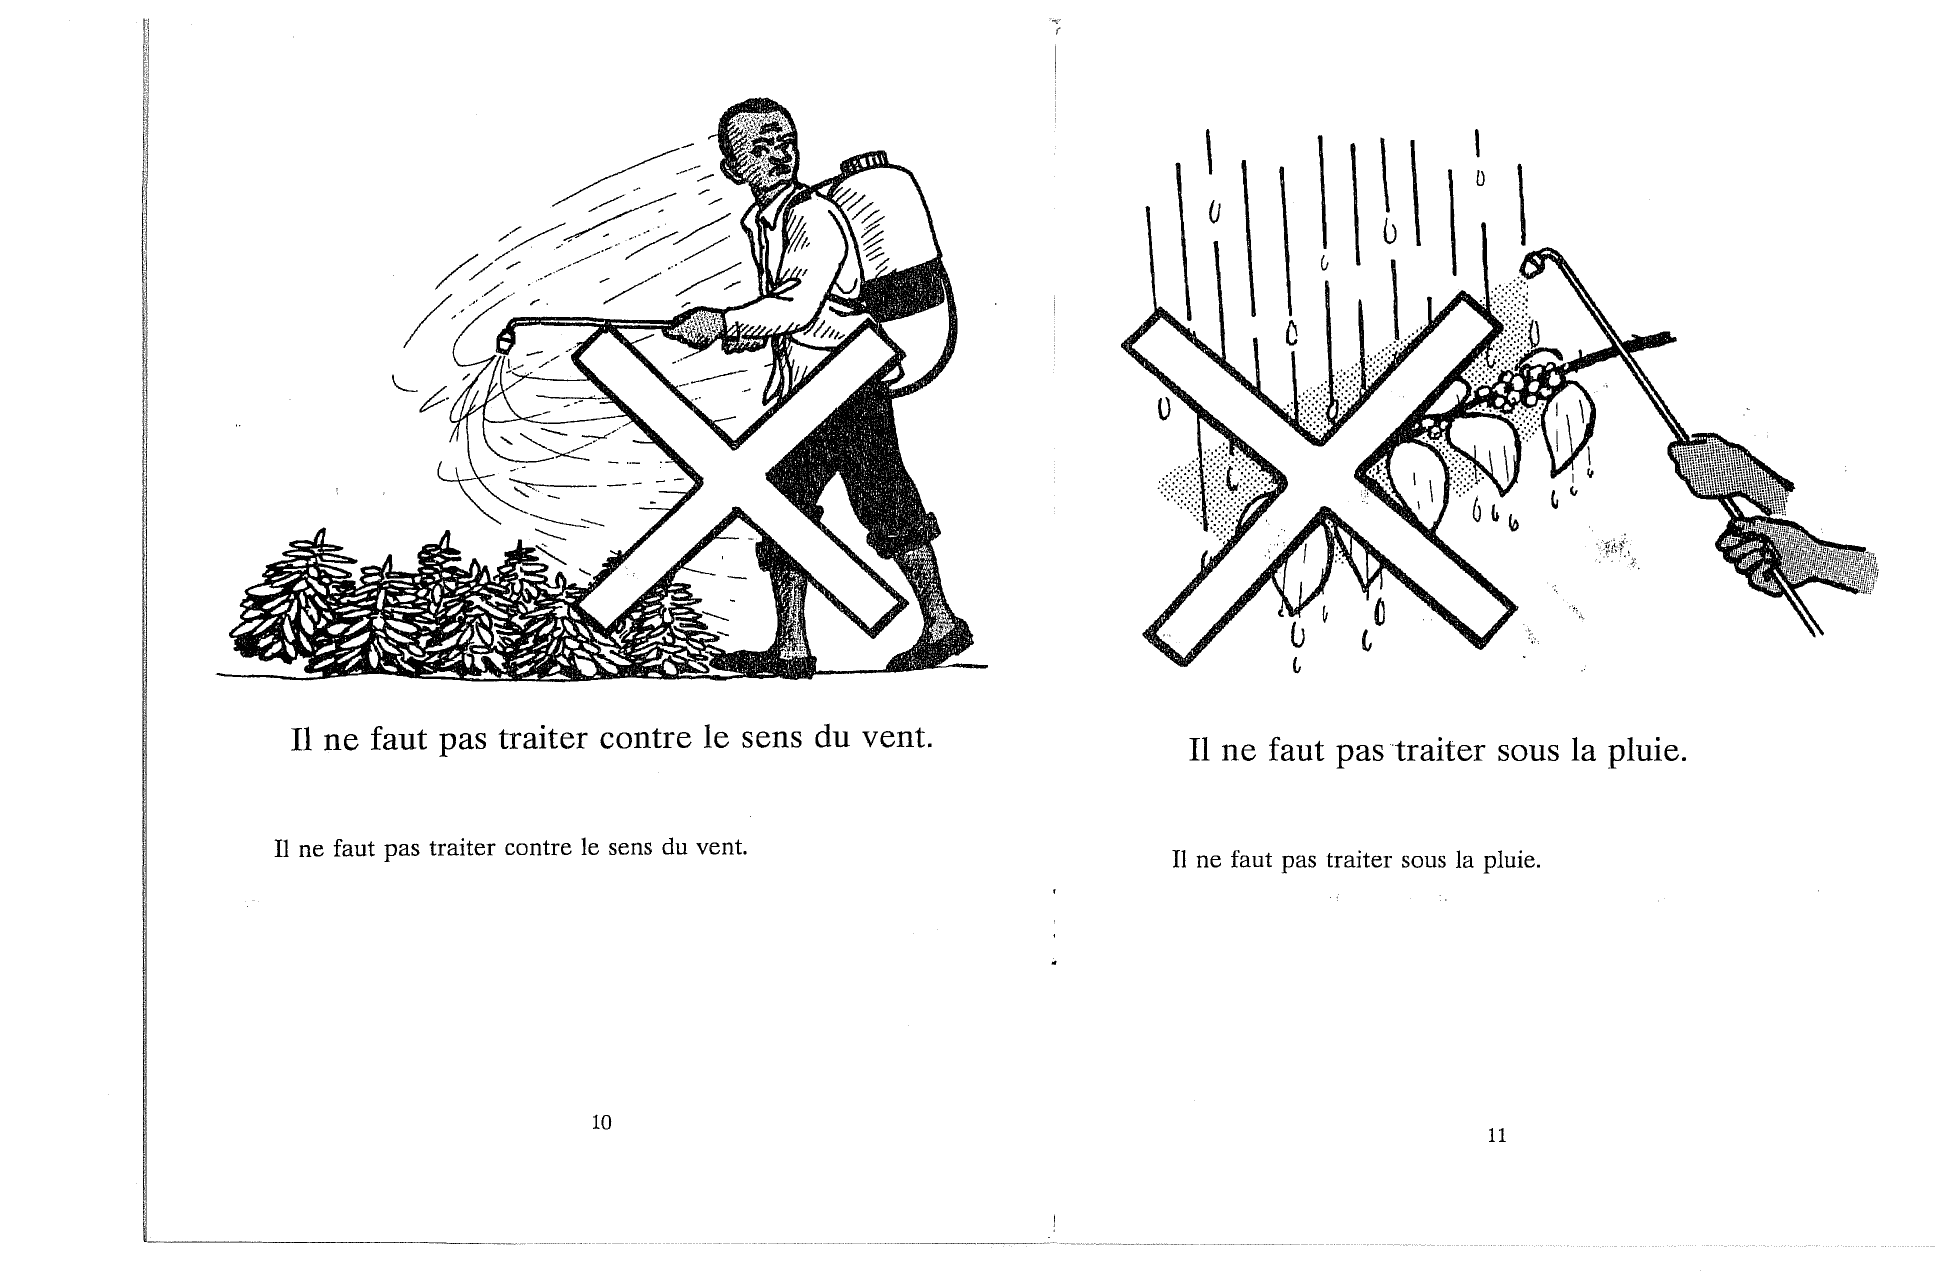 Il ne faut pas traiter contre le sens du vent.
Il ne faut pas traiter contre le sens du vent.
10
Il ne faut pas traiter sous la pluie.
Il ne faut pas traiter sous la pluie.
11